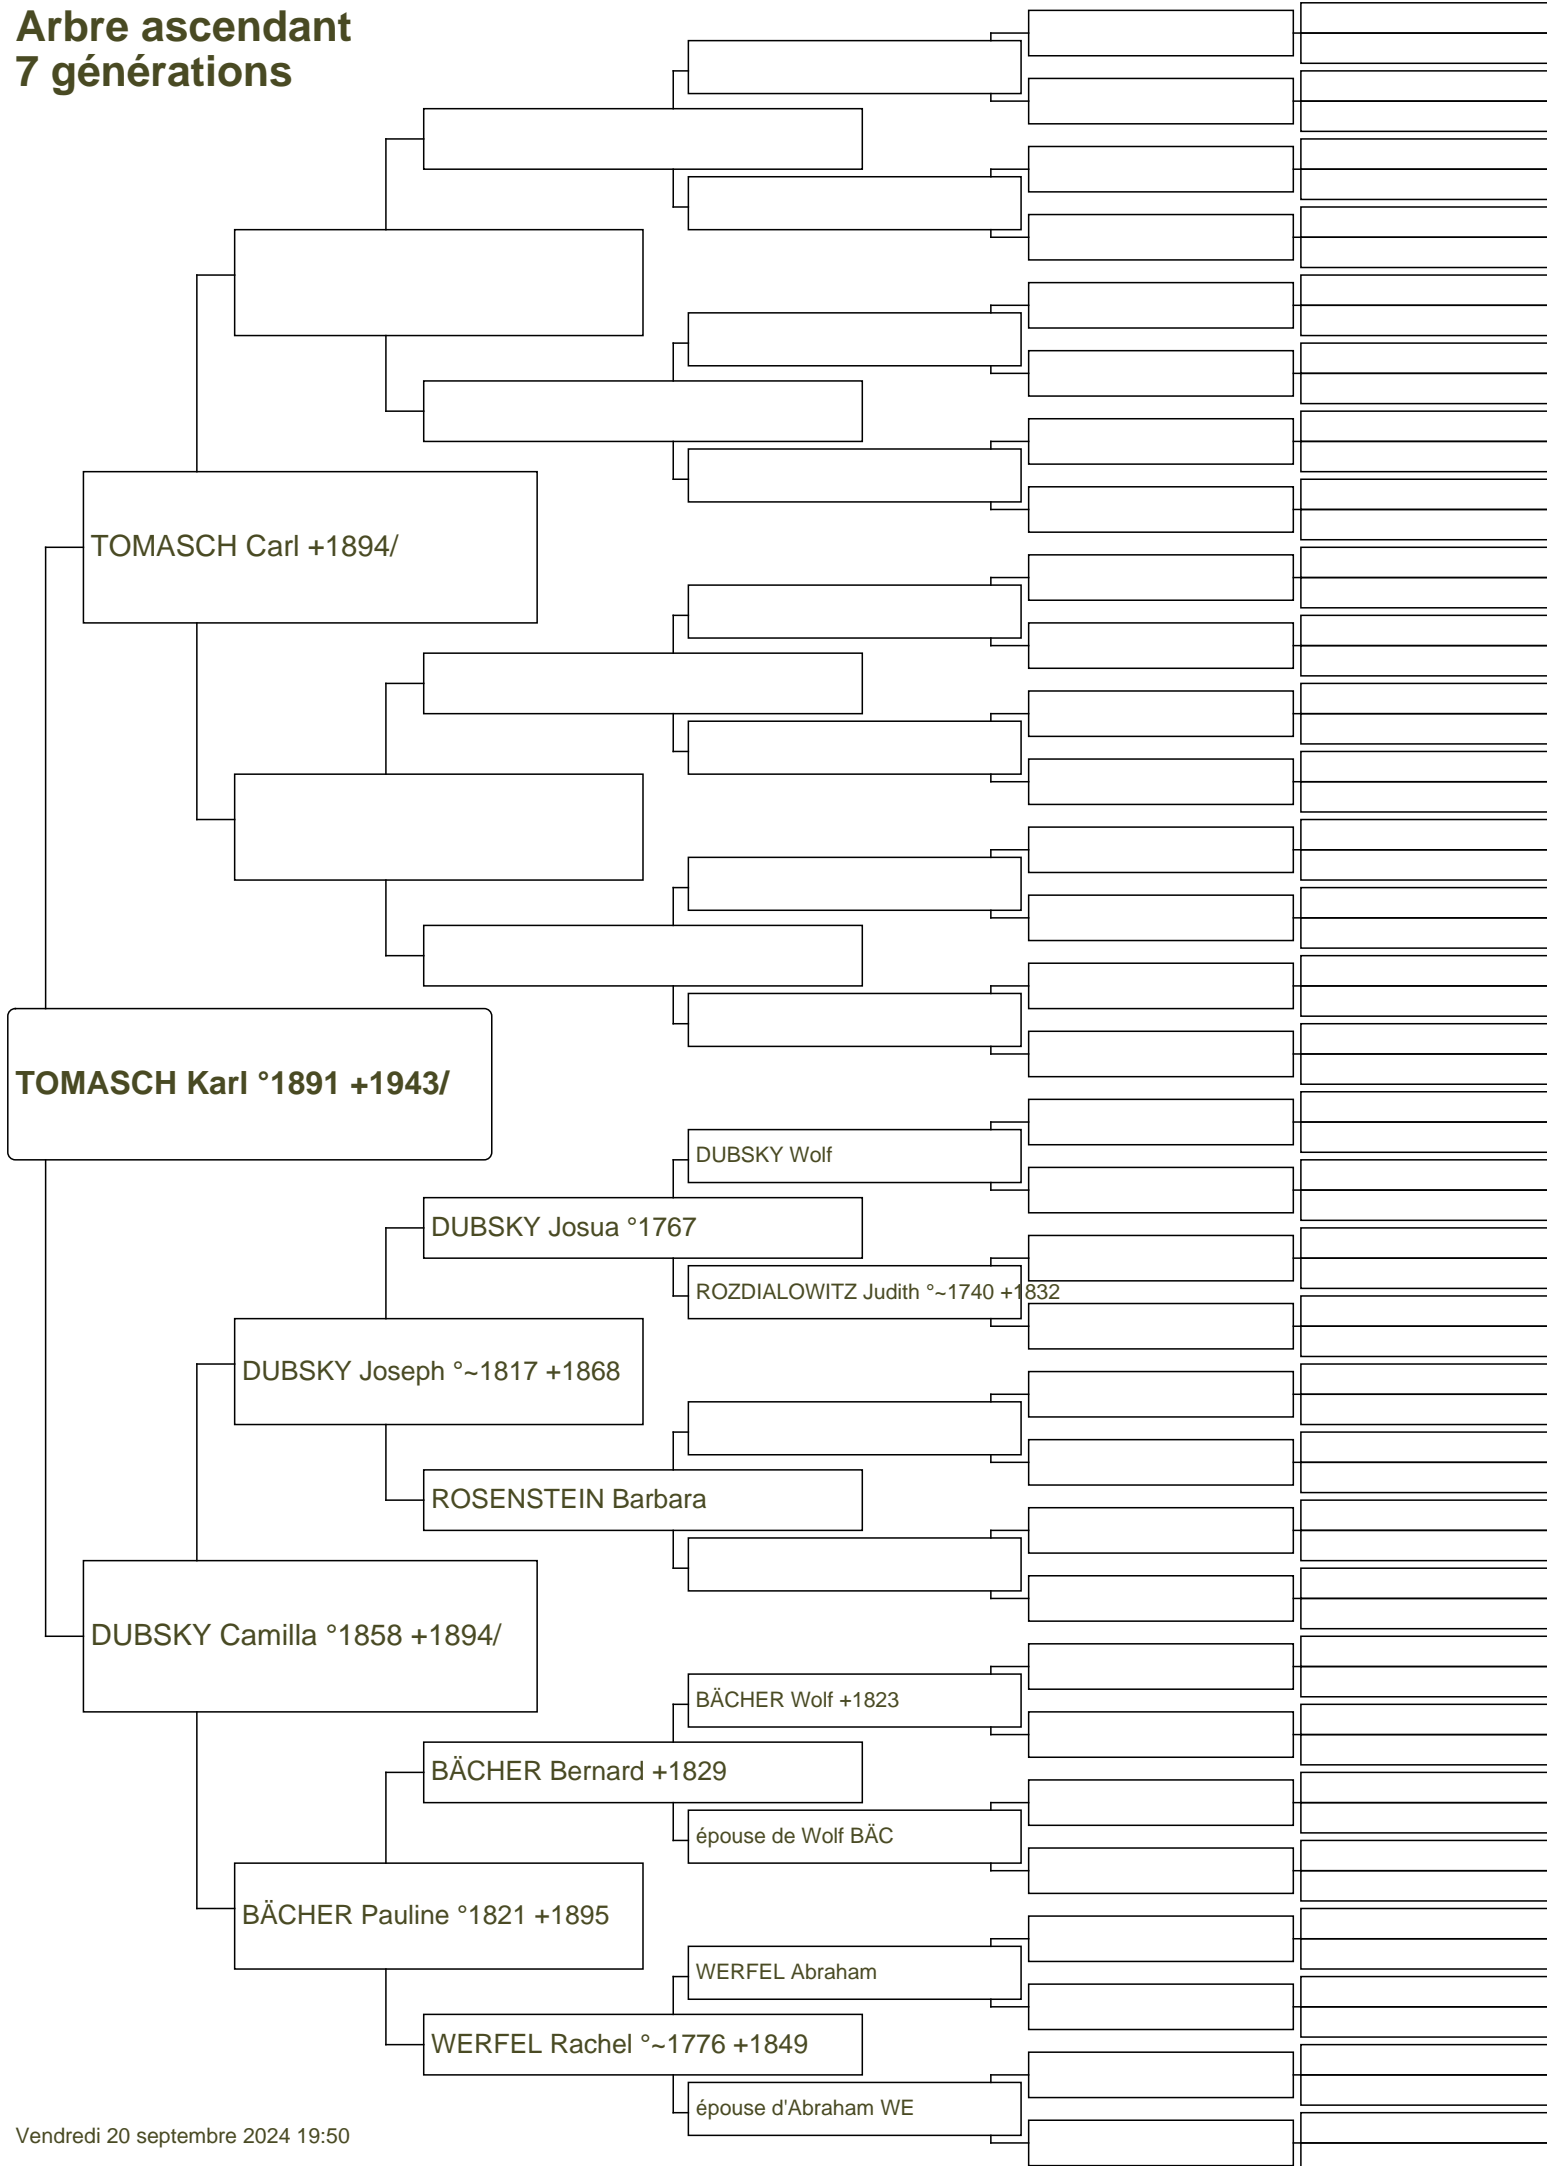 Arbre ascendant
7 générations
TOMASCH Carl +1894/
TOMASCH Karl °1891 +1943/
DUBSKY Wolf
DUBSKY Josua °1767
ROZDIALOWITZ Judith °~1740 +1832
DUBSKY Joseph °~1817 +1868
ROSENSTEIN Barbara
DUBSKY Camilla °1858 +1894/
BÄCHER Wolf +1823
BÄCHER Bernard +1829
épouse de Wolf BÄC
BÄCHER Pauline °1821 +1895
WERFEL Abraham
WERFEL Rachel °~1776 +1849
épouse d'Abraham WE
Vendredi 20 septembre 2024 19:50